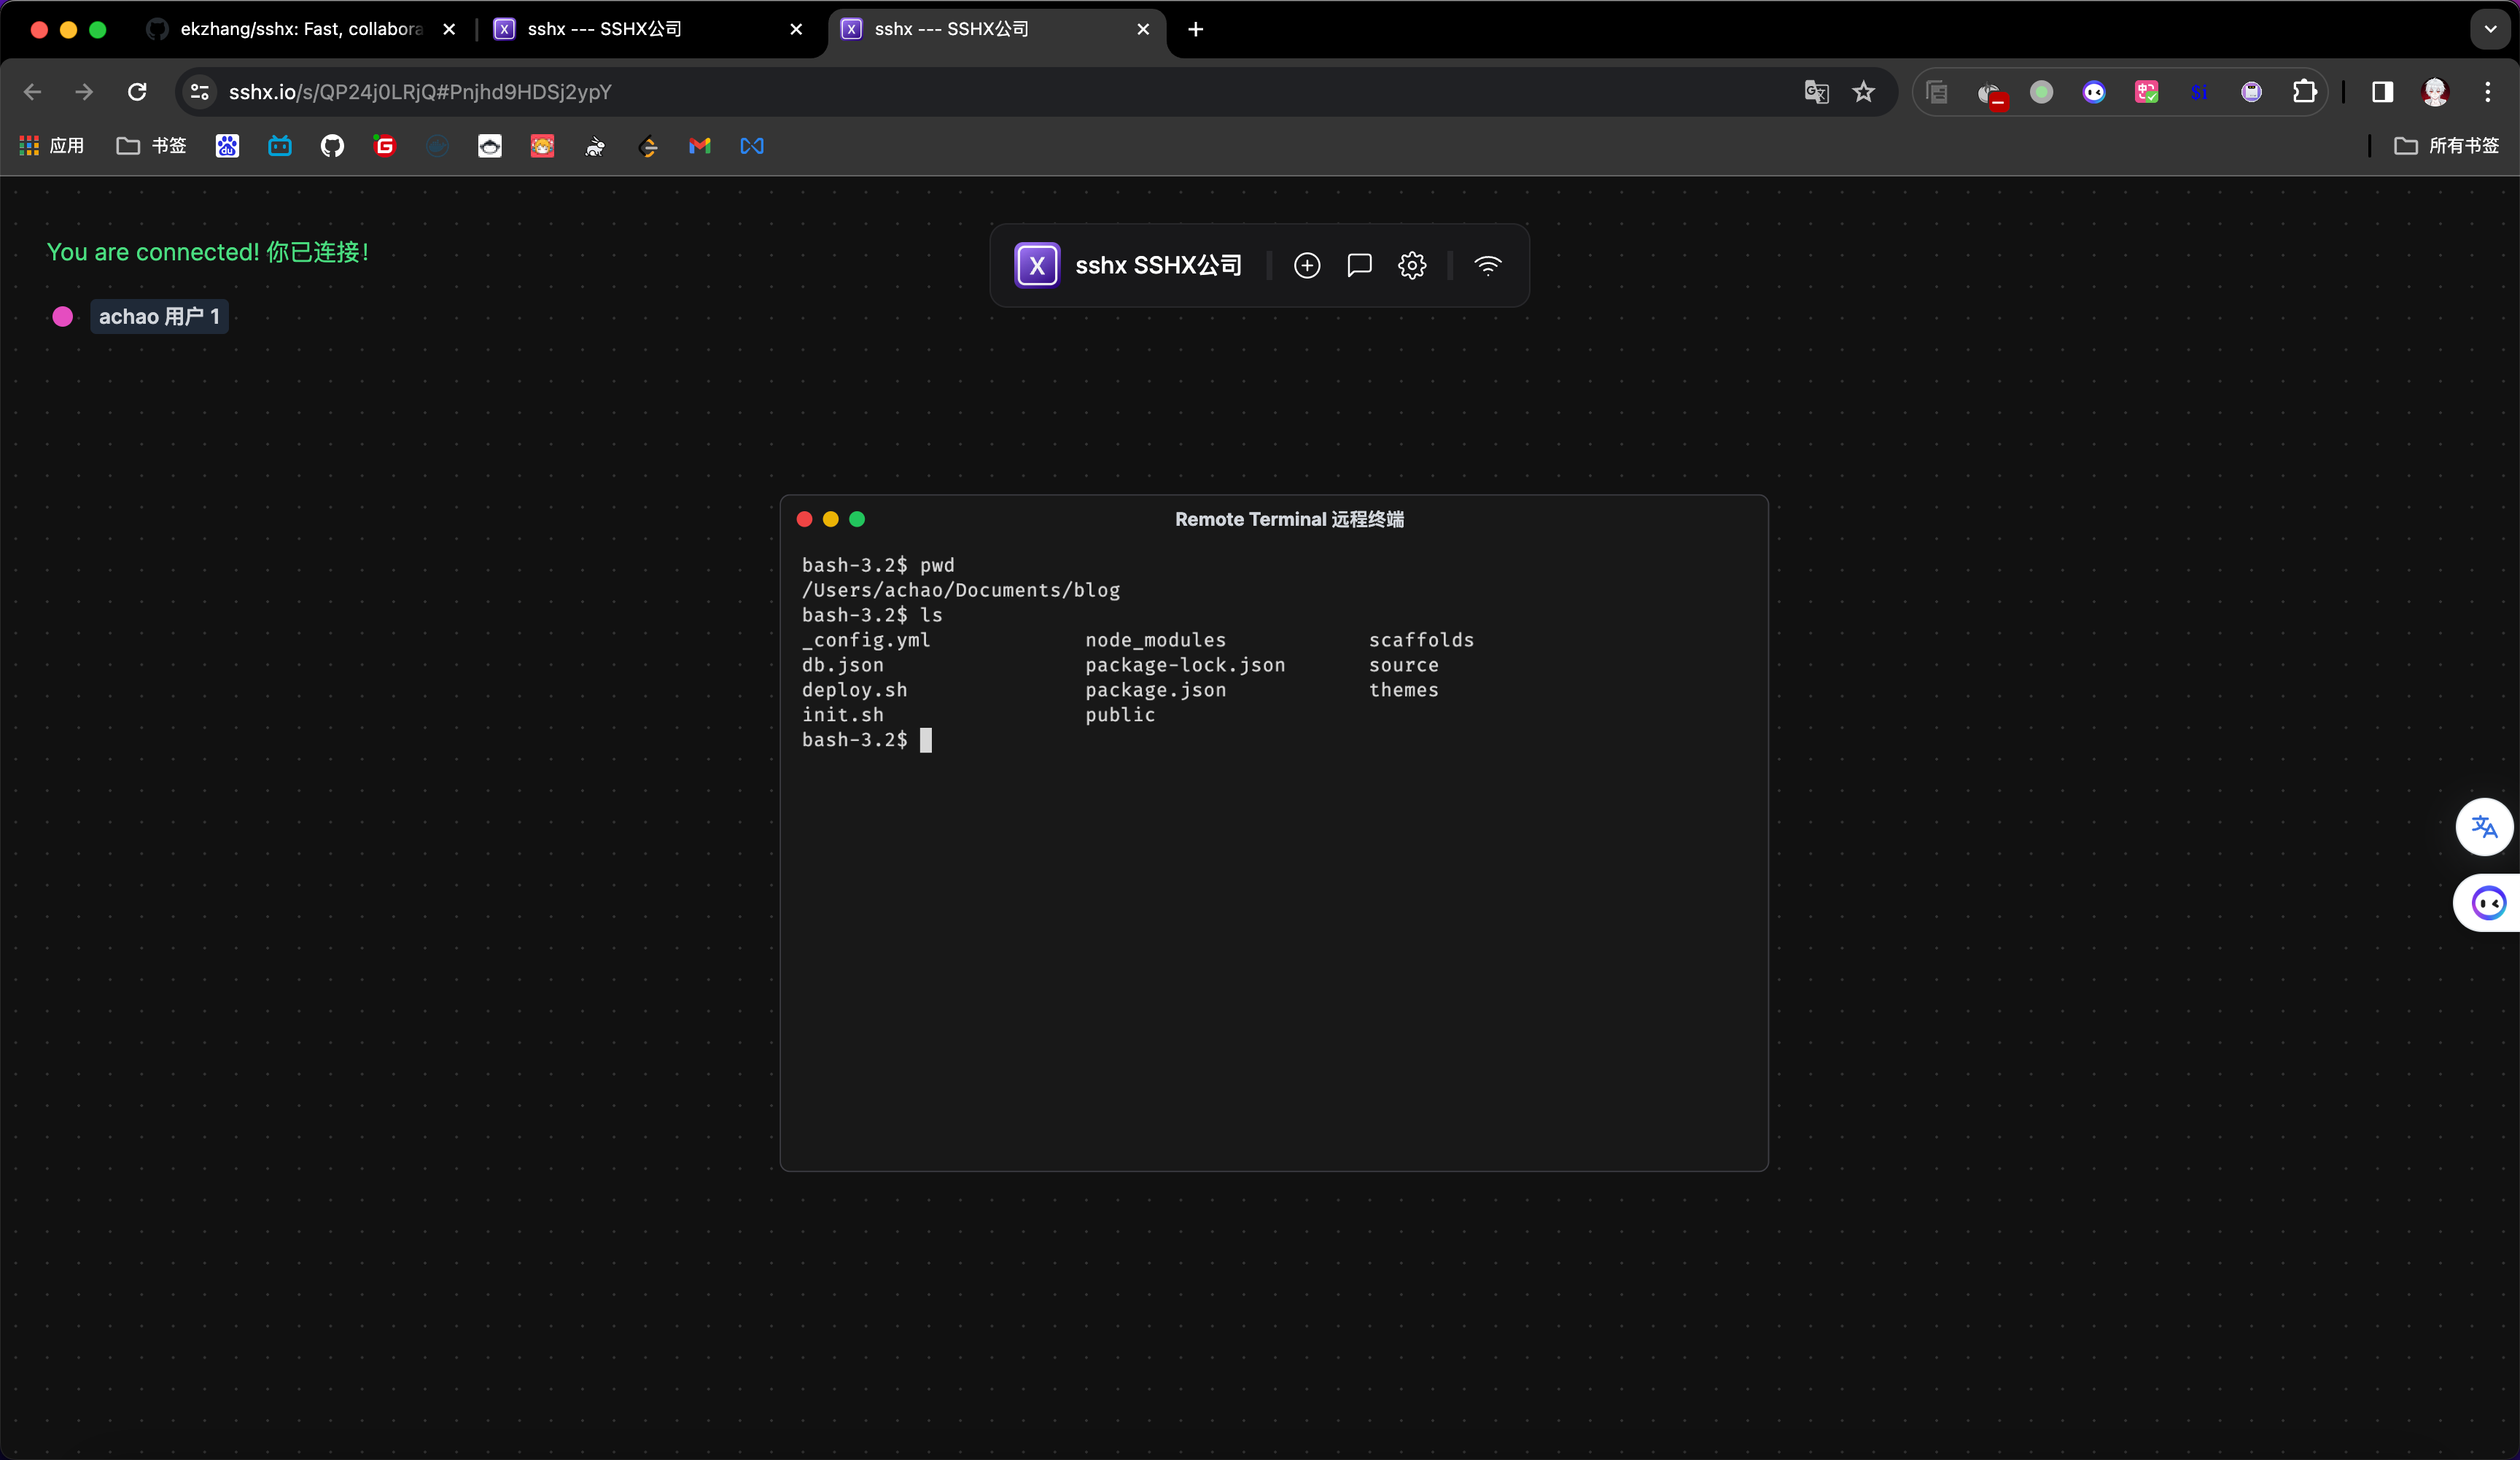 ekzhang/sshx: Fast, collabora
sshx --- SSHX公司
sshx --- SSHX公司
sshx.io/s/QP24j0LRjQ#Pnjhd9HDSj2ypY
应用
书签
所有书签
You are connected! 你已连接!
sshx SSHX公司
achao 用户 1
Remote Terminal 远程终端
bash-3.2$ pwd
/Users/achao/Documents/blog
bash-3.2$ ls
_config.yml node_modules scaffolds
db.json package-lock.json source
deploy.sh package.json themes
init.sh public
bash-3.2$